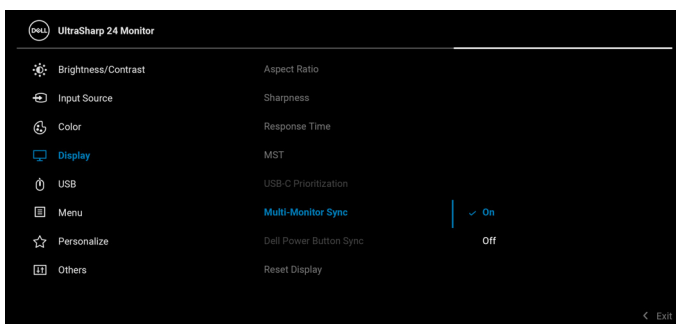 DELL UltraSharp 24 Monitor
Brightness/Contrast
Input Source
Color
Display
USB
Menu
Personalize
Others
Aspect Ratio
Sharpness
Response Time
MST
USB-C Prioritization
Multi-Monitor Sync
Dell Power Button Sync
Reset Display
On
Off
Exit